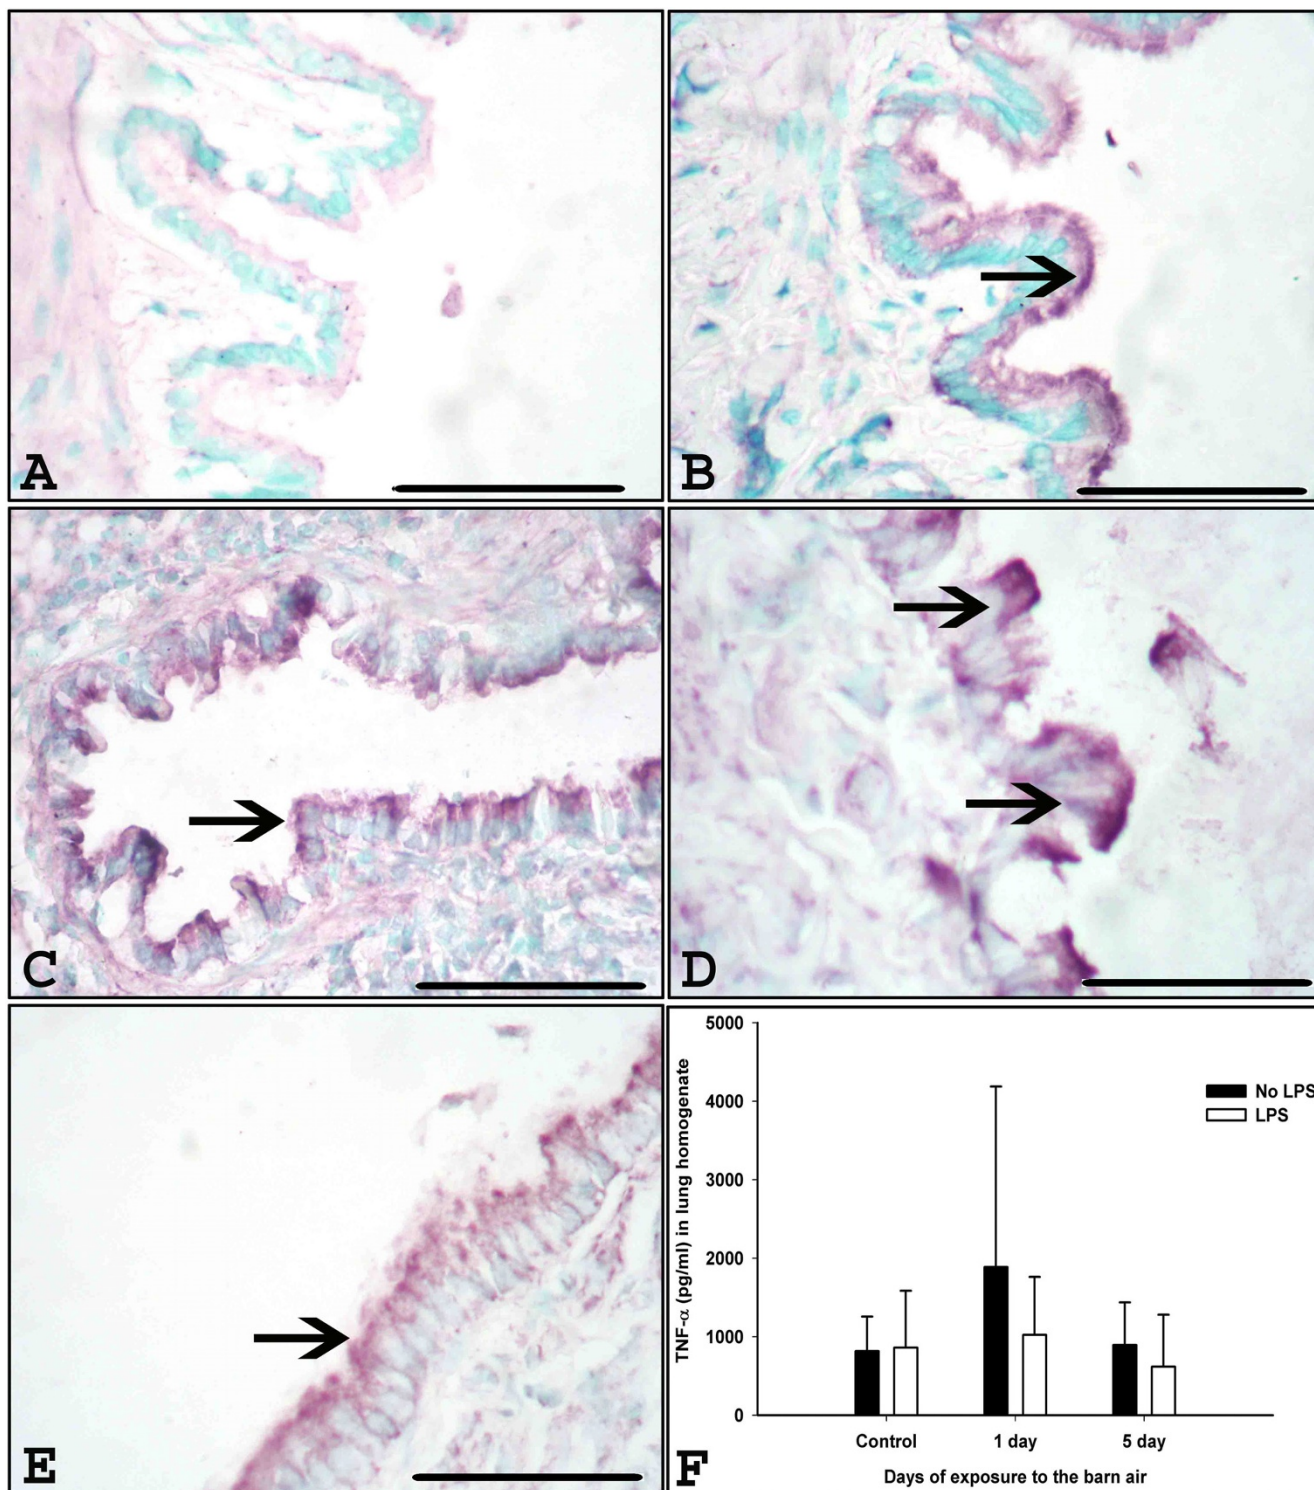 A
B
C
D
E
F
TNF-α (pg/ml) in lung homogenate
5000
4000
3000
2000
1000
0
No LPS
LPS
Control
1 day
5 day
Days of exposure to the barn air